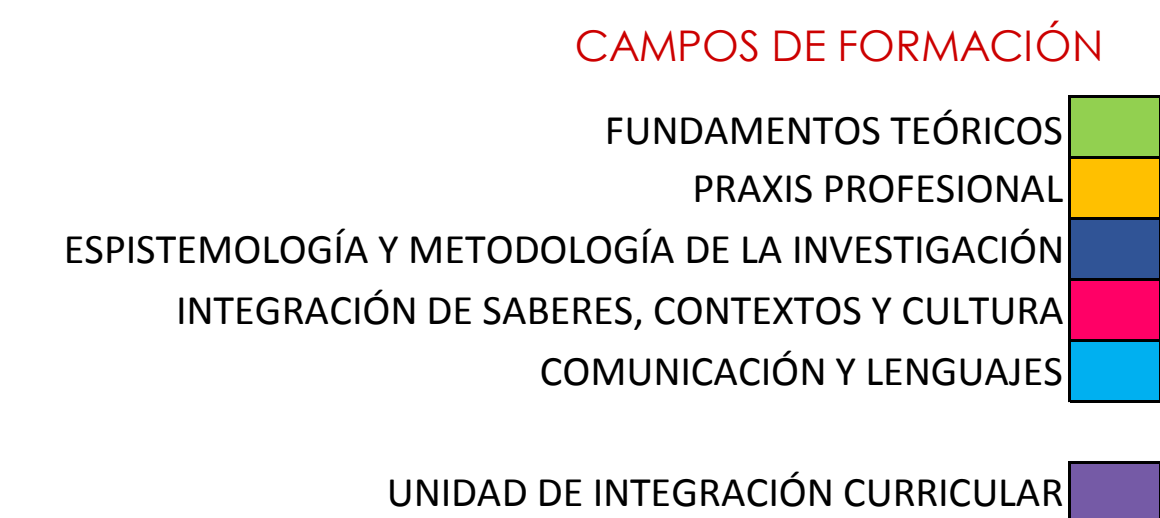 CAMPOS DE FORMACIÓN
FUNDAMENTOS TEÓRICOS
PRAXIS PROFESIONAL
ESPISTEMOLOGÍA Y METODOLOGÍA DE LA INVESTIGACIÓN
INTEGRACIÓN DE SABERES, CONTEXTOS Y CULTURA
COMUNICACIÓN Y LENGUAJES
UNIDAD DE INTEGRACIÓN CURRICULAR